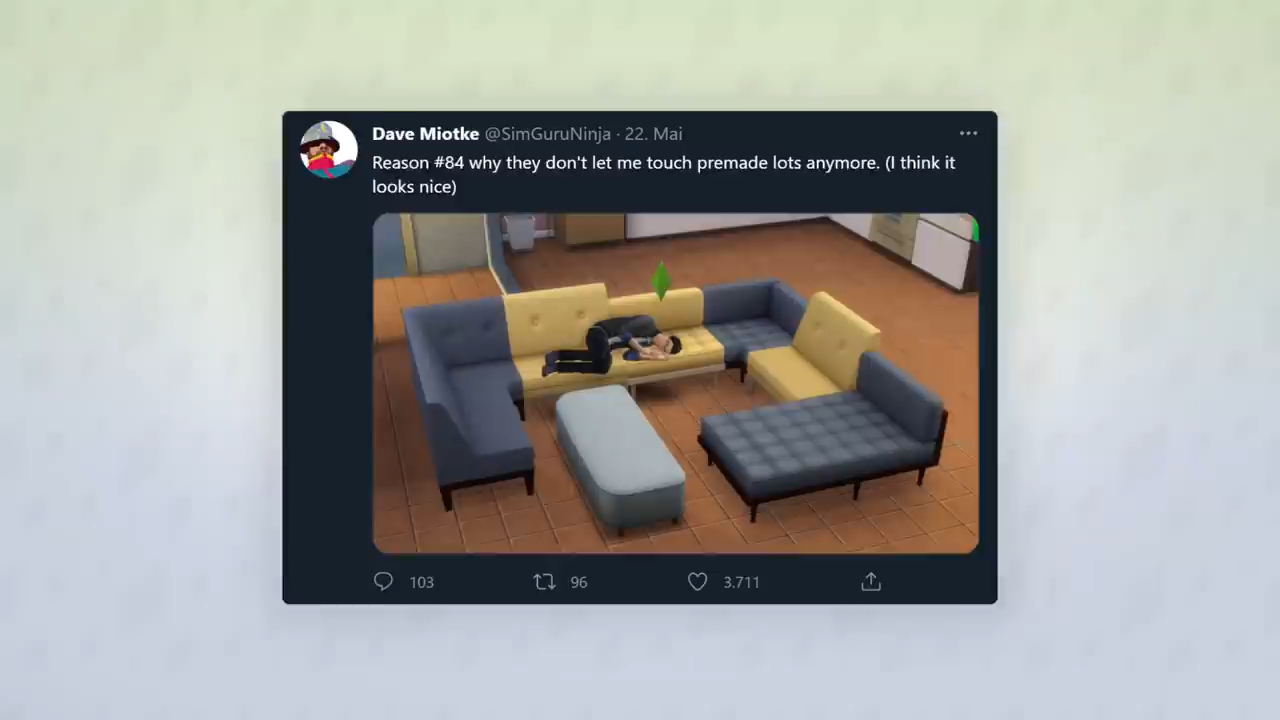 Dave Miotke @SimGuruNinja · 22. Mai
Reason #84 why they don't let me touch premade lots anymore. (I think it
looks nice)
103 96 3.711